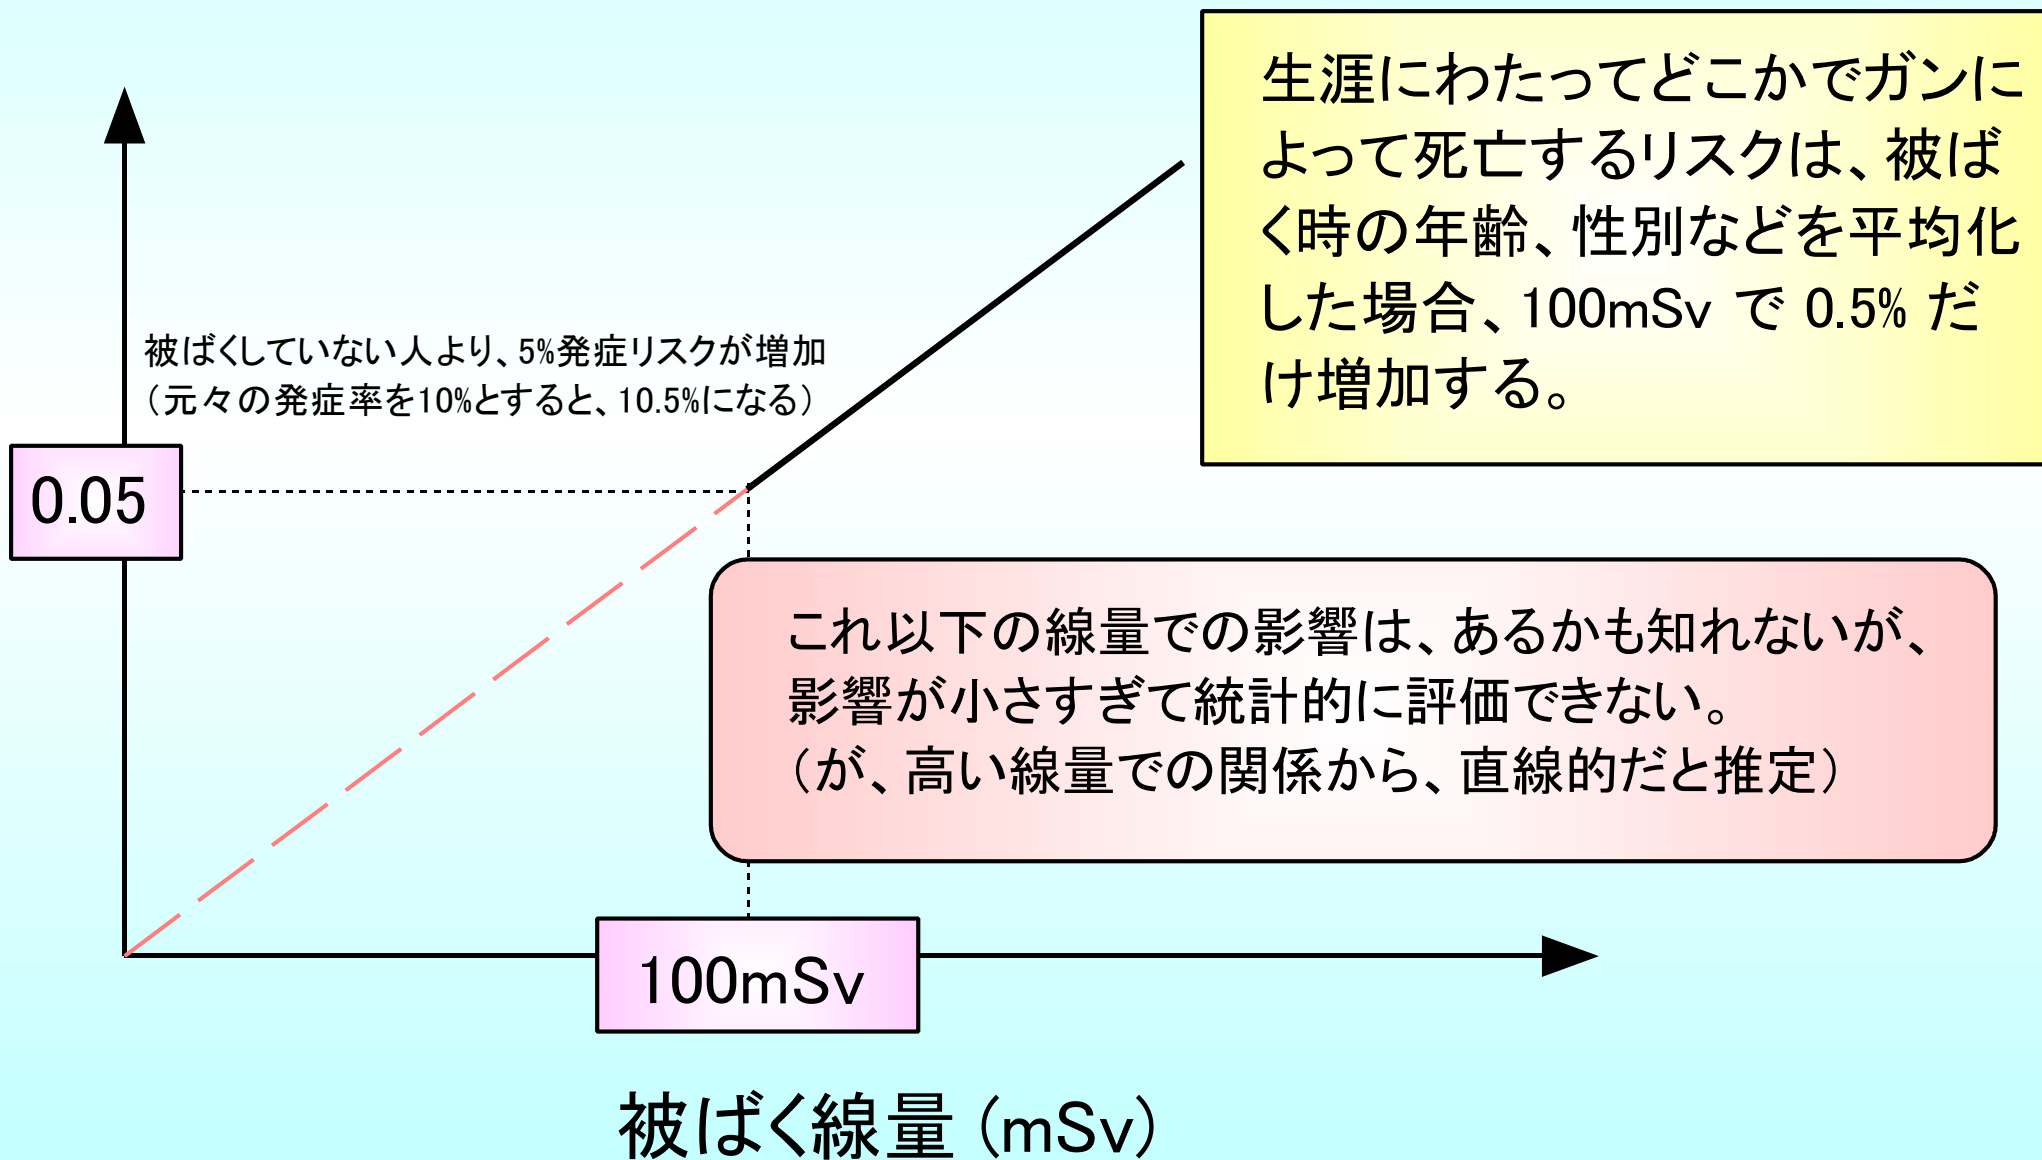 生涯にわたってどこかでガンに
よって死亡するリスクは、被ば
く時の年齢、性別などを平均化
した場合、100mSv で 0.5% だ
け増加する。
被ばくしていない人より、5%発症リスクが増加
（元々の発症率を10%とすると、10.5%になる）
0.05
これ以下の線量での影響は、あるかも知れないが、
影響が小さすぎて統計的に評価できない。
（が、高い線量での関係から、直線的だと推定）
100mSv
被ばく線量 (mSv)